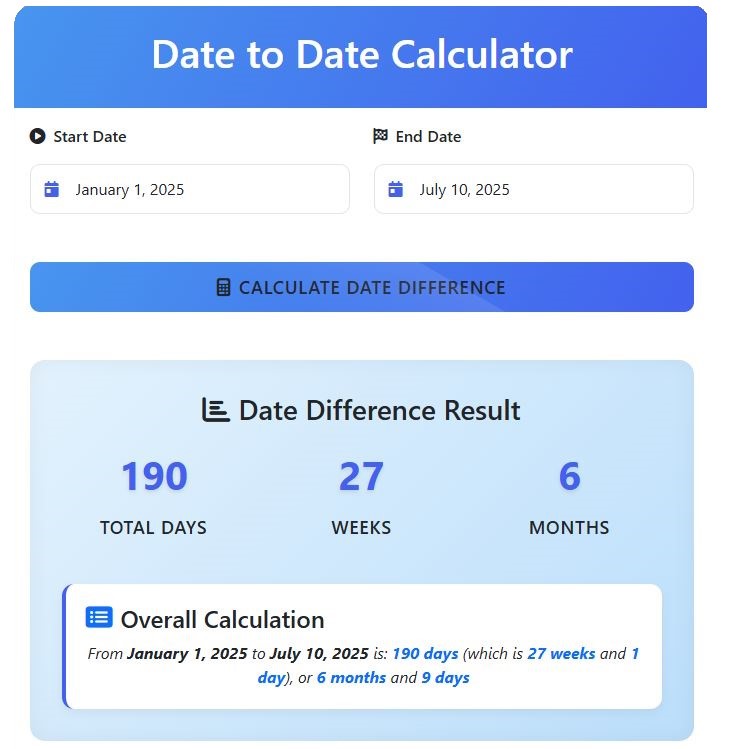 Date to Date Calculator
Start Date
End Date
January 1, 2025
July 10, 2025
CALCULATE DATE DIFFERENCE
Date Difference Result
190
27
6
TOTAL DAYS
WEEKS
MONTHS
Overall Calculation
From January 1, 2025 to July 10, 2025 is: 190 days (which is 27 weeks and 1
day), or 6 months and 9 days